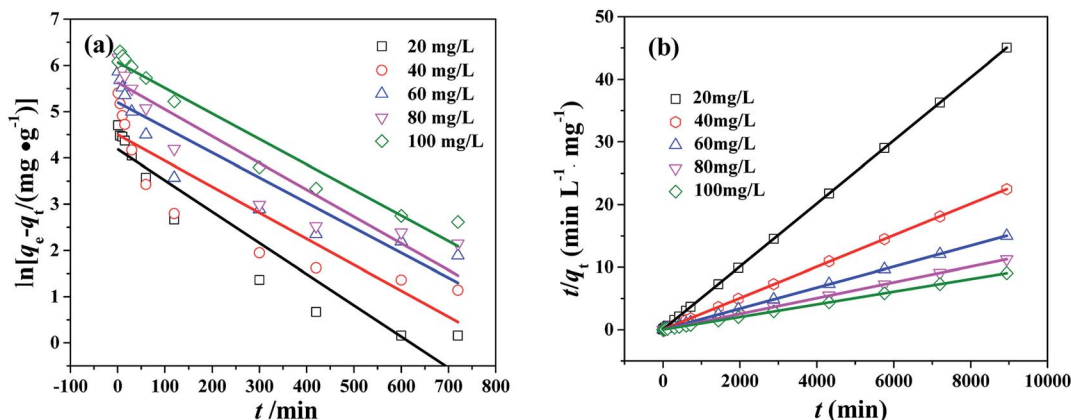 (a)
20 mg/L
40 mg/L
60 mg/L
80 mg/L
100 mg/L
ln[qe-qt/(mg •g-1)]
6
5
4
3
2
1
0
-100 0 100 200 300 400 500 600 700 800
t /min
(b)
20mg/L
40mg/L
60mg/L
80mg/L
100mg/L
t/qt (min L-1· mg-1)
50
40
30
20
10
0
0 2000 4000 6000 8000 10000
t (min)